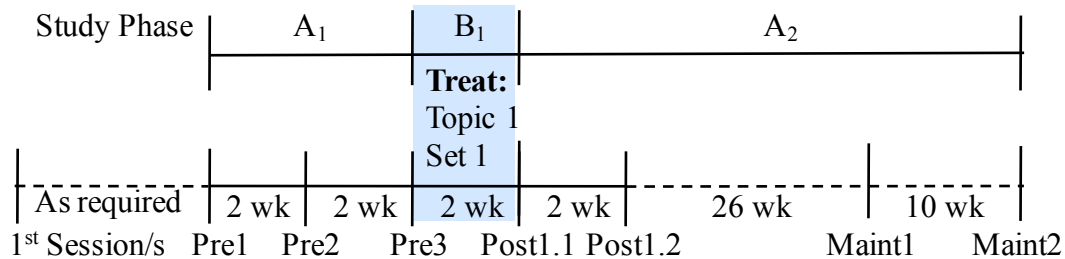 Study Phase A₁ B₁ A₂
Treat:
Topic 1
Set 1
As required 2 wk 2 wk 2 wk 2 wk 26 wk 10 wk
1ˢᵗ Session/s Pre1 Pre2 Pre3 Post1.1 Post1.2 Maint1 Maint2